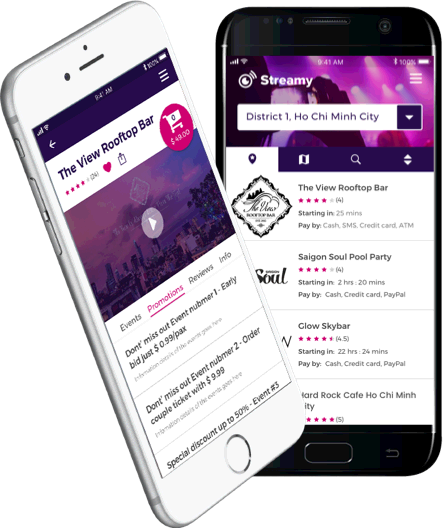 9:41 AM
100%
The View Rooftop Bar
(24)
0
$ 49.00
Events
Promotions
Reviews
Info
Dont' miss out Event nubmer 1 - Early
bid just $ 0.99/pax
Information details of the events goes here
Dont' miss out Event nubmer 2 - Order
couple ticket with $ 9.99
Information details of the events goes here
Special discount up to 50% - Event #3
9:41 AM
100%
Streamy
District 1, Ho Chi Minh City
The View
ROOFTOP BAR
The View Rooftop Bar
(4)
Starting in: 25 mins
Pay by: Cash, SMS, Credit card, ATM
SAIGON
Soul
Saigon Soul Pool Party
(4)
Starting in: 2 hrs : 20 mins
Pay by: Cash, Credit card, PayPal
Glow Skybar
(4.5)
Starting in: 22 hrs : 24 mins
Pay by: Cash, Credit card, PayPal
Hard Rock Cafe Ho Chi Minh
ity
(5)